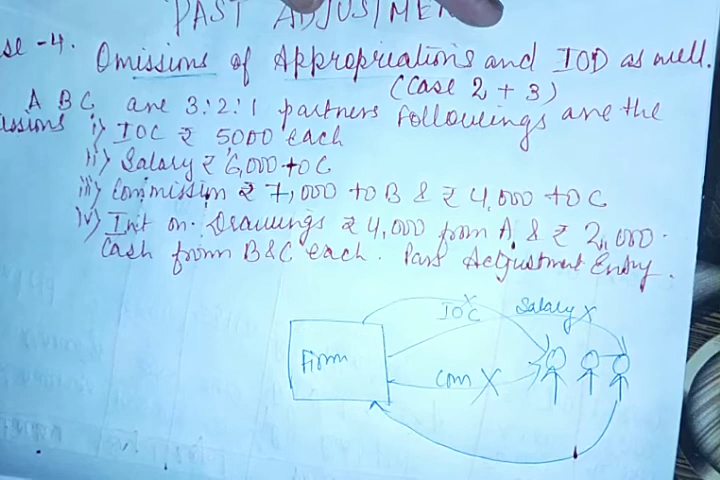 PAST ADJUSTMEN
se - 4. Omissions of Appropriations and IOD as well.
(Case 2 + 3)
A B C are 3:2:1 partners Followings are the
ussions i) IOC ₹ 5000 each
ii) Salary ₹ 6,000 to C
iii) Commission ₹ 7,000 to B & ₹ 4,000 to C
iv) Int on. Drawings ₹ 4,000 from A & ₹ 2,000.
Cash from B & C each. Pass Adjustment Entry.
IOC X Salary X
Firm
Com X